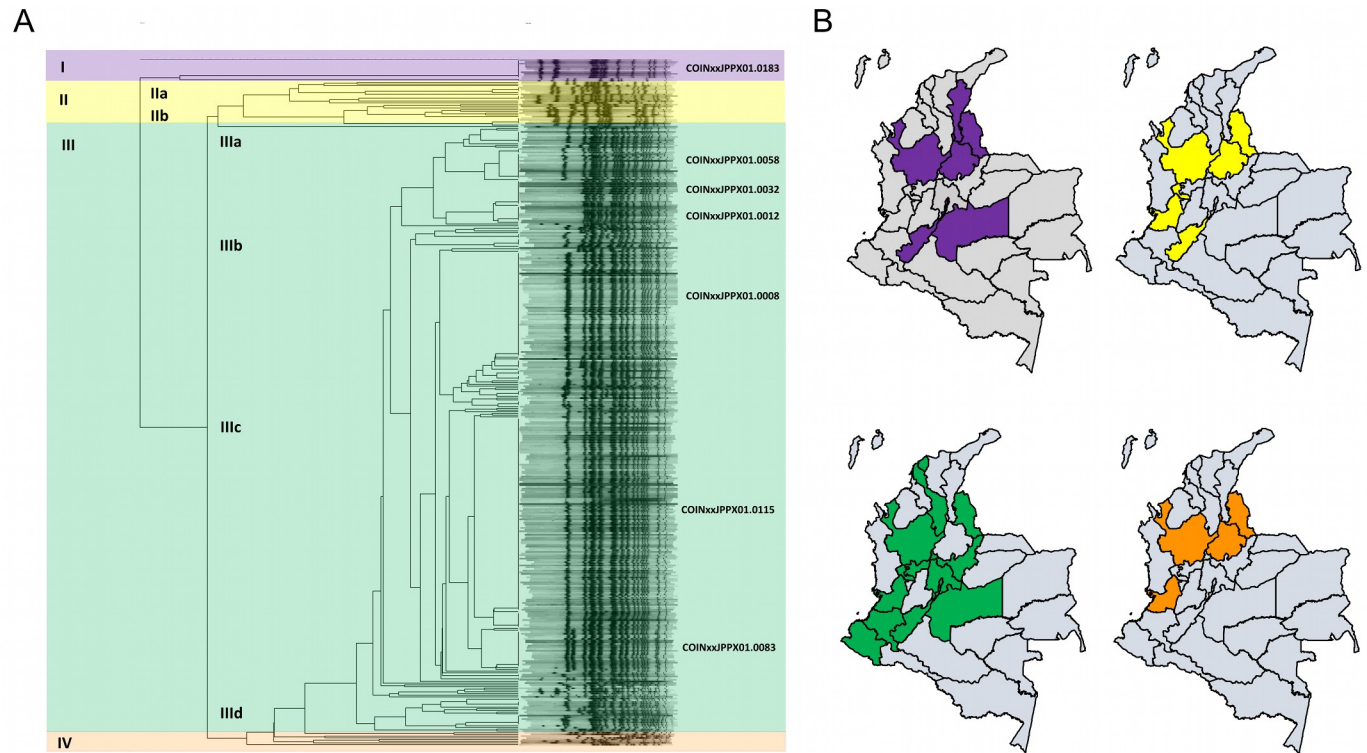 A
B
I
COINxxJPPX01.0183
IIa
II
IIb
III
IIIa
COINxxJPPX01.0058
COINxxJPPX01.0032
COINxxJPPX01.0012
IIIb
COINxxJPPX01.0008
IIIc
COINxxJPPX01.0115
COINxxJPPX01.0083
IIId
IV